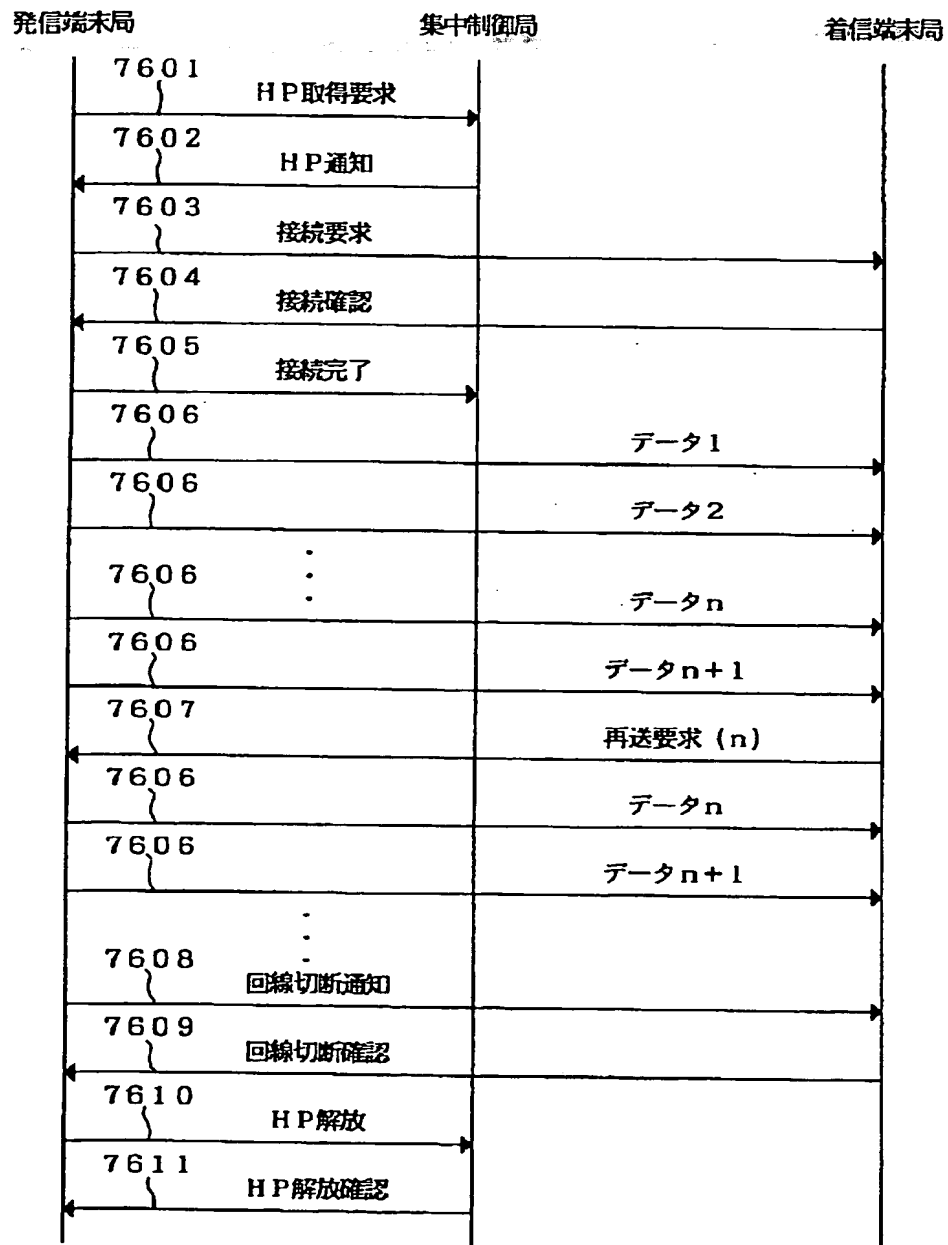 発信端末局 集中制御局 着信端末局
7601
HP取得要求
7602
HP通知
7603
接続要求
7604
接続確認
7605
接続完了
7606
データ1
7606
データ2
7606
データn
7606
データn+1
7607
再送要求 (n)
7606
データn
7606
データn+1
7608
回線切断通知
7609
回線切断確認
7610
HP解放
7611
HP解放確認